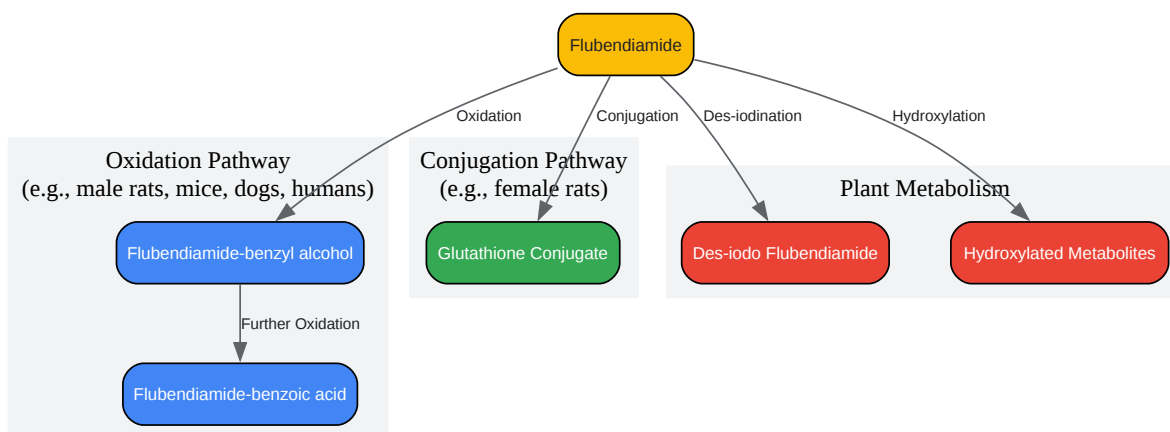 Flubendiamide
Oxidation
Conjugation
Des-iodination
Hydroxylation
Oxidation Pathway
(e.g., male rats, mice, dogs, humans)
Conjugation Pathway
(e.g., female rats)
Plant Metabolism
Flubendiamide-benzyl alcohol
Glutathione Conjugate
Des-iodo Flubendiamide
Hydroxylated Metabolites
Further Oxidation
Flubendiamide-benzoic acid